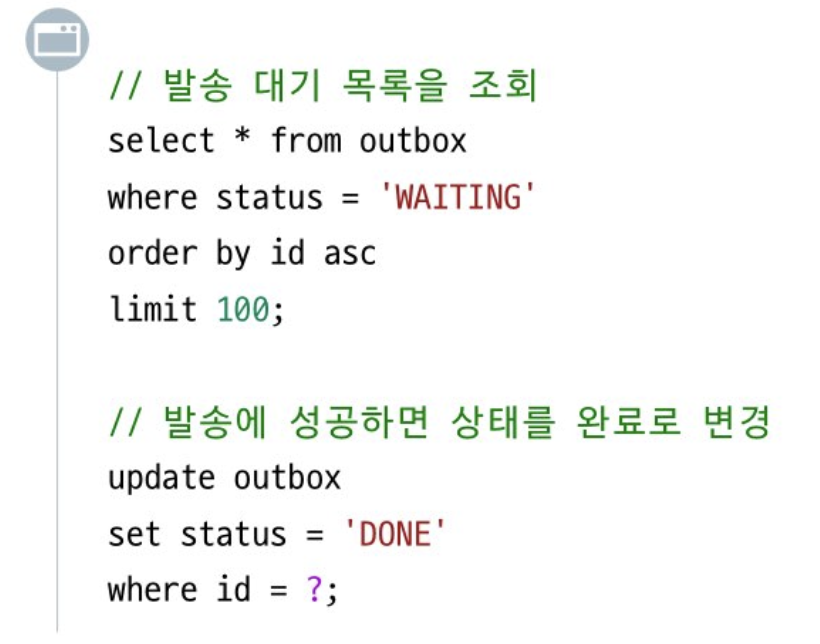 // 발송 대기 목록을 조회
select * from outbox
where status = 'WAITING'
order by id asc
limit 100;
// 발송에 성공하면 상태를 완료로 변경
update outbox
set status = 'DONE'
where id = ?;